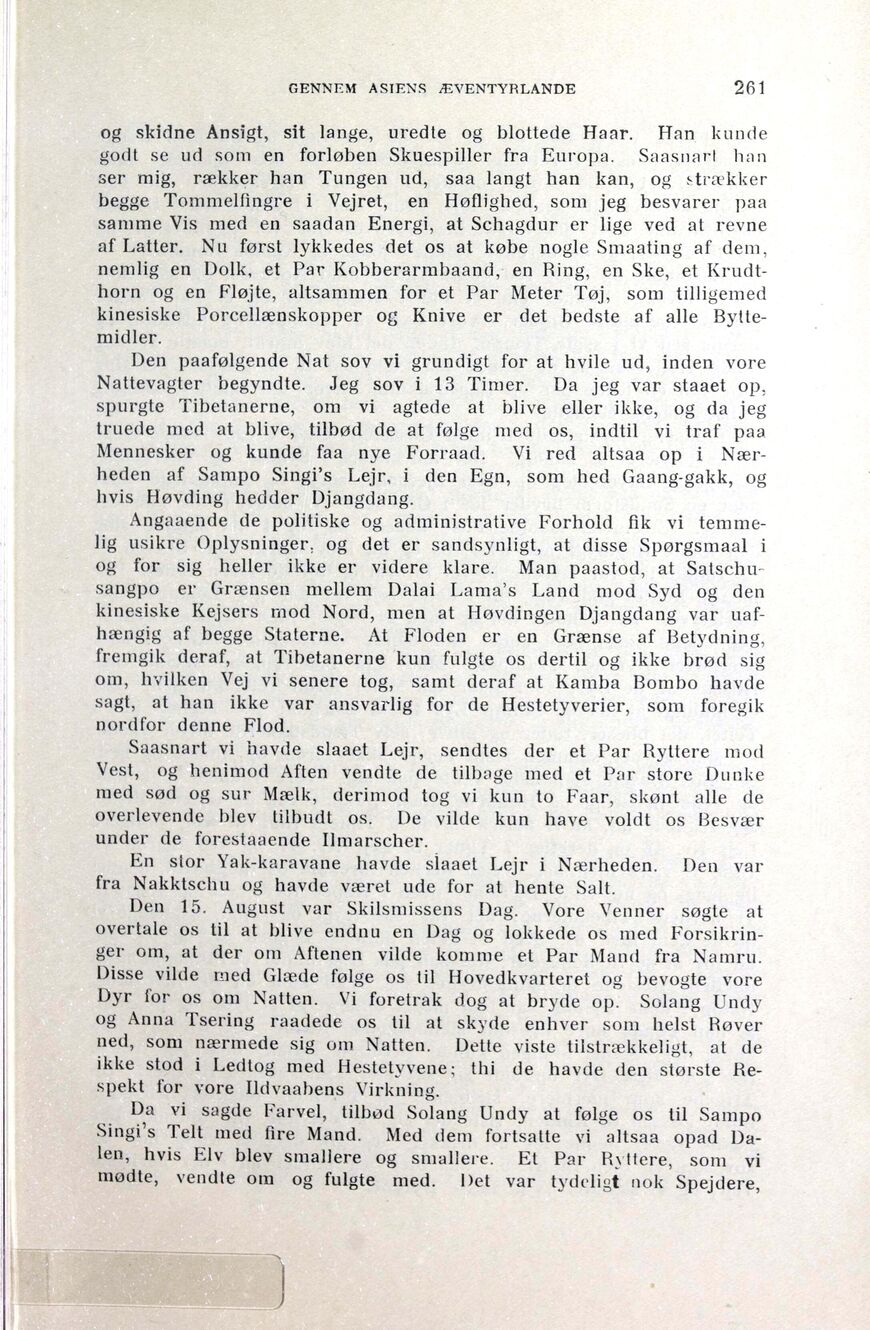 GENNEM ASIENS ÆVENTYRLANDE 261
og skidne Ansigt, sit lange, uredte og blottede Haar. Han kunde
godt se ud som en forløben Skuespiller fra Europa. Saasnart han
ser mig, rækker han Tungen ud, saa langt han kan, og strækker
begge Tommelfingre i Vejret, en Høflighed, som jeg besvarer paa
samme Vis med en saadan Energi, at Schagdur er lige ved at revne
af Latter. Nu først lykkedes det os at købe nogle Smaating af dem,
nemlig en Dolk, et Par Kobberarmbaand, en Ring, en Ske, et Krudt-
horn og en Fløjte, altsammen for et Par Meter Tøj, som tilligemed
kinesiske Porcellænskopper og Knive er det bedste af alle Bytte-
midler.
Den paafølgende Nat sov vi grundigt for at hvile ud, inden vore
Nattevagter begyndte. Jeg sov i 13 Timer. Da jeg var staaet op,
spurgte Tibetanerne, om vi agtede at blive eller ikke, og da jeg
truede med at blive, tilbød de at følge med os, indtil vi traf paa
Mennesker og kunde faa nye Forraad. Vi red altsaa op i Nær-
heden af Sampo Singi's Lejr, i den Egn, som hed Gaang-gakk, og
hvis Høvding hedder Djangdang.
Angaaende de politiske og administrative Forhold fik vi temme-
lig usikre Oplysninger, og det er sandsynligt, at disse Spørgsmaal i
og for sig heller ikke er videre klare. Man paastod, at Satschu-
sangpo er Grænsen mellem Dalai Lama's Land mod Syd og den
kinesiske Kejsers mod Nord, men at Høvdingen Djangdang var uaf-
hængig af begge Staterne. At Floden er en Grænse af Betydning,
fremgik deraf, at Tibetanerne kun fulgte os dertil og ikke brød sig
om, hvilken Vej vi senere tog, samt deraf at Kamba Bombo havde
sagt, at han ikke var ansvarlig for de Hestetyverier, som foregik
nordfor denne Flod.
Saasnart vi havde slaaet Lejr, sendtes der et Par Ryttere mod
Vest, og henimod Aften vendte de tilbage med et Par store Dunke
med sød og sur Mælk, derimod tog vi kun to Faar, skønt alle de
overlevende blev tilbudt os. De vilde kun have voldt os Besvær
under de forestaaende Ilmarscher.
En stor Yak-karavane havde slaaet Lejr i Nærheden. Den var
fra Nakktschu og havde været ude for at hente Salt.
Den 15. August var Skilsmissens Dag. Vore Venner søgte at
overtale os til at blive endnu en Dag og lokkede os med Forsikrin-
ger om, at der om Aftenen vilde komme et Par Mand fra Namru.
Disse vilde med Glæde følge os til Hovedkvarteret og bevogte vore
Dyr for os om Natten. Vi foretrak dog at bryde op. Solang Undy
og Anna Tsering raadede os til at skyde enhver som helst Røver
ned, som nærmede sig om Natten. Dette viste tilstrækkeligt, at de
ikke stod i Ledtog med Hestetyvene; thi de havde den største Re-
spekt for vore Ildvaabens Virkning.
Da vi sagde Farvel, tilbød Solang Undy at følge os til Sampo
Singi's Telt med fire Mand. Med dem fortsatte vi altsaa opad Da-
len, hvis Elv blev smallere og smallere. Et Par Ryttere, som vi
mødte, vendte om og fulgte med. Det var tydeligt nok Spejdere,